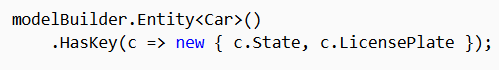 modelBuilder.Entity<Car>()
    .HasKey(c => new { c.State, c.LicensePlate });